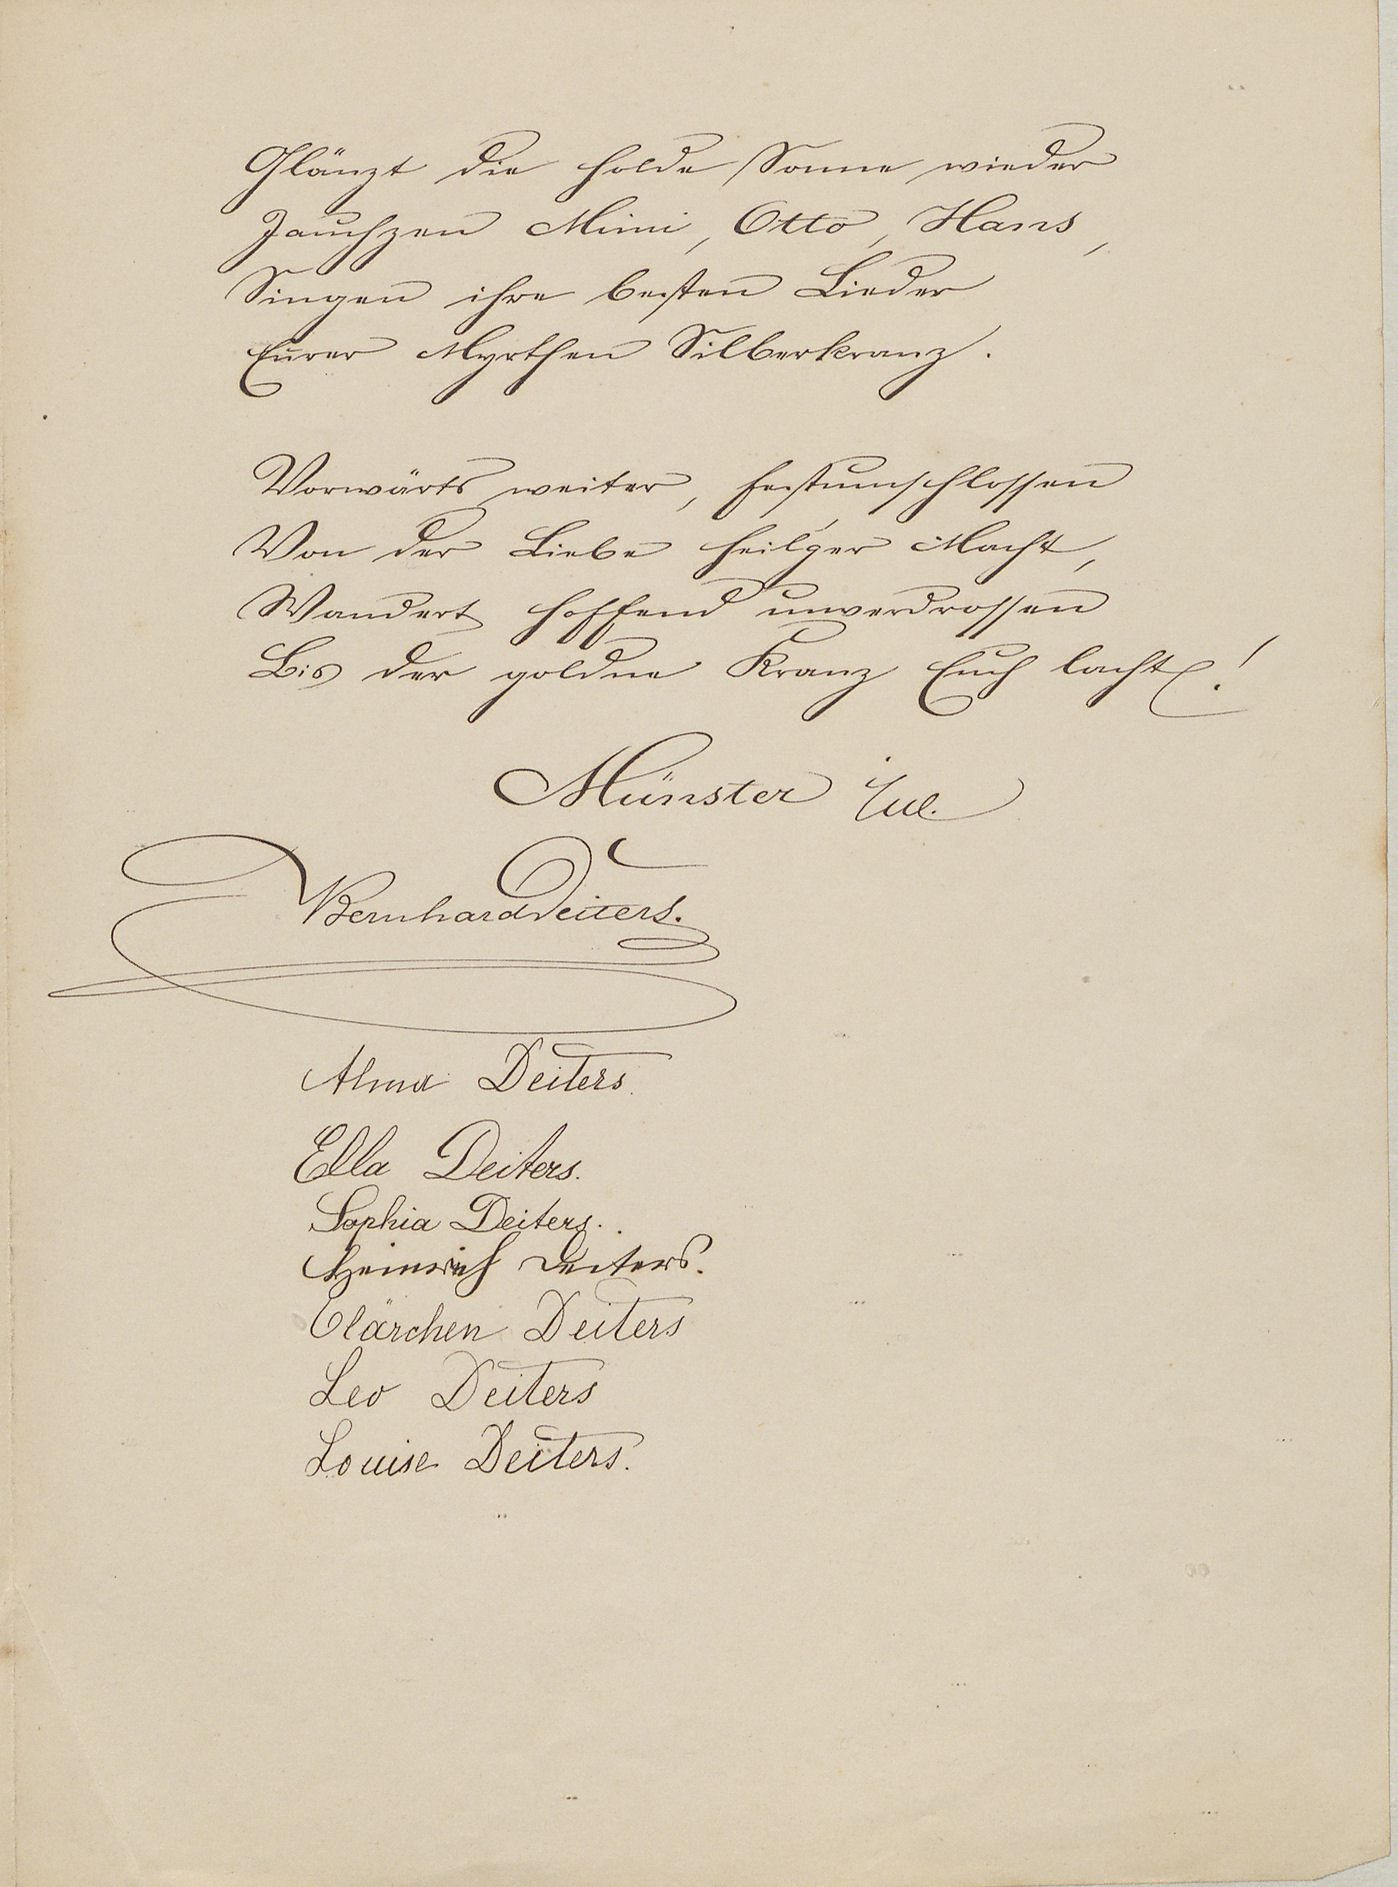 Glänzt die holde Sonne wieder
Jauchzen Mimi, Otto, Hans,
Singen ihre besten Lieder
Eurer Myrthen Silberkranz.
Vorwärts weiter, festumschlossen
Von der Liebe heil'ger Macht,
Wandert hoffend unverdrossen
Bis der goldne Kranz Euch lacht!
Münster i/W.
Bernhard Deiters.
Alma Deiters.
Ella Deiters.
Sophia Deiters.
Heinrich Deiters.
Clärchen Deiters
Leo Deiters
Louise Deiters.